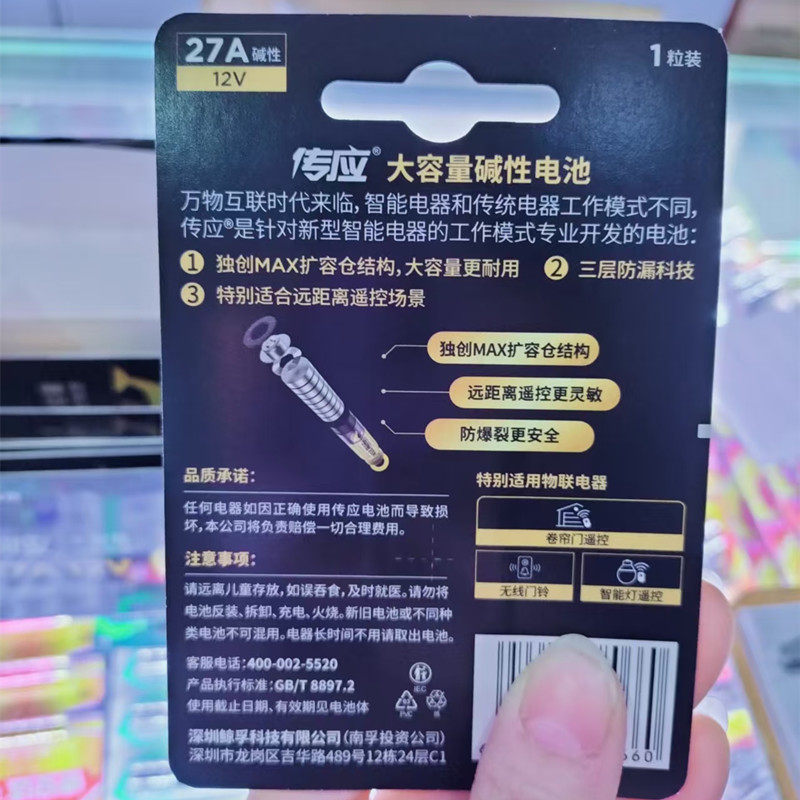 27A 碱性
12V
1粒装
传应® 大容量碱性电池
万物互联时代来临,智能电器和传统电器工作模式不同,
传应®是针对新型智能电器的工作模式专业开发的电池:
1 独创MAX扩容仓结构,大容量更耐用 2 三层防漏科技
3 特别适合远距离遥控场景
独创MAX扩容仓结构
远距离遥控更灵敏
防爆裂更安全
品质承诺:
任何电器如因正确使用传应电池而导致损
坏,本公司将负责赔偿一切合理费用。
注意事项:
请远离儿童存放,如误吞食,及时就医。请勿将
电池反装、拆卸、充电、火烧。新旧电池或不同种
类电池不可混用。电器长时间不用请取出电池。
客服电话:400-002-5520
产品执行标准:GB/T 8897.2
使用截止日期、有效期见电池体
IEC
PVC
深圳鲸孚科技有限公司(南孚投资公司)
深圳市龙岗区吉华路489号12栋24层C1
特别适用物联电器
卷帘门遥控
无线门铃
智能灯遥控
660